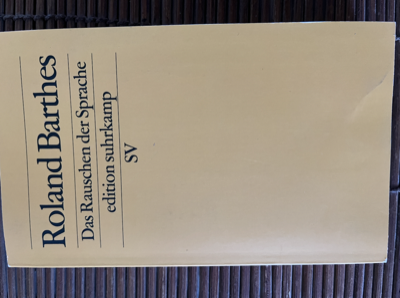 Roland Barthes
Das Rauschen der Sprache
edition suhrkamp
SV